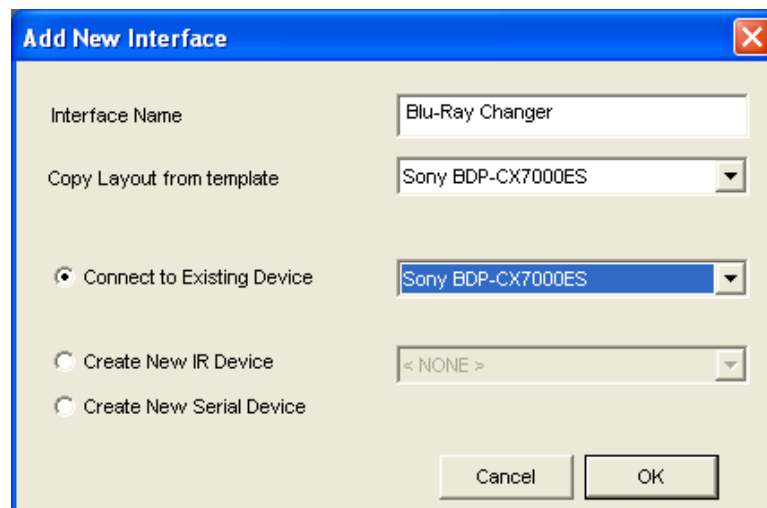 Add New Interface
Interface Name
Blu-Ray Changer
Copy Layout from template
Sony BDP-CX7000ES
Connect to Existing Device
Sony BDP-CX7000ES
Create New IR Device
< NONE >
Create New Serial Device
Cancel
OK